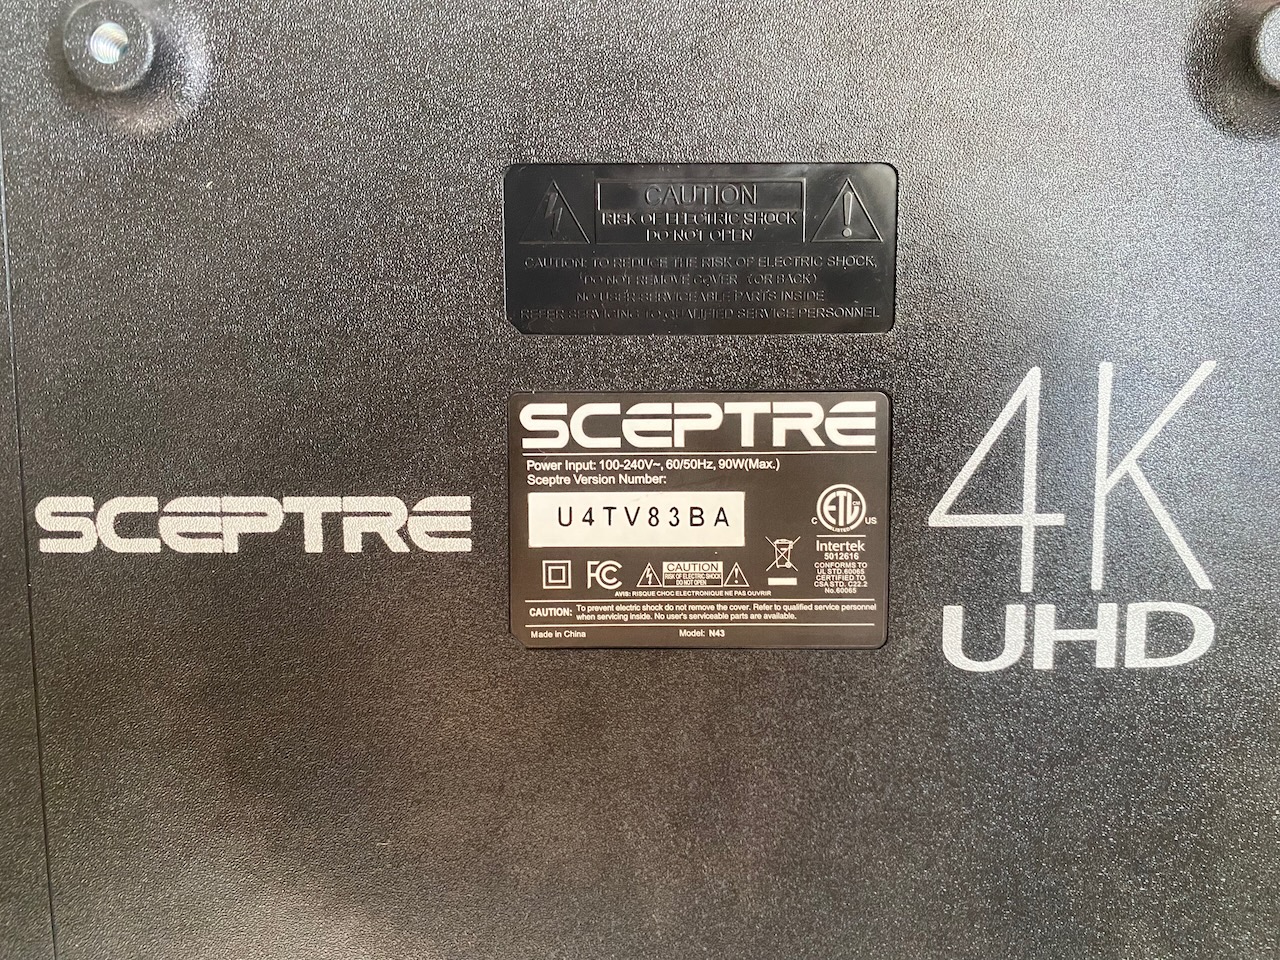 CAUTION
RISK OF ELECTRIC SHOCK
DO NOT OPEN
CAUTION: TO REDUCE THE RISK OF ELECTRIC SHOCK,
DO NOT REMOVE COVER (OR BACK)
NO USER SERVICEABLE PARTS INSIDE
REFER SERVICING TO QUALIFIED SERVICE PERSONNEL
SCEPTRE
SCEPTRE
Power Input: 100-240V~, 60/50Hz, 90W(Max.)
Sceptre Version Number:
U4TV83BA
C ETL US
LISTED
Intertek
5012616
CONFORMS TO
UL STD.60065
CERTIFIED TO
CSA STD. C22.2
No.60065
FC
CAUTION
RISK OF ELECTRIC SHOCK
DO NOT OPEN
AVIS: RISQUE CHOC ELECTRONIQUE NE PAS OUVRIR
CAUTION: To prevent electric shock do not remove the cover. Refer to qualified service personnel
when servicing inside. No user's serviceable parts are available.
Made in China Model: N43
4K
UHD